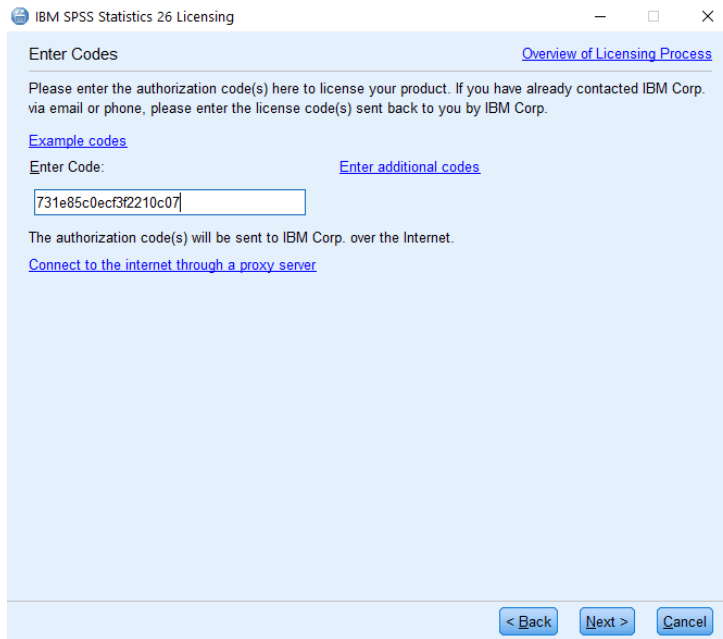 IBM SPSS Statistics 26 Licensing
Enter Codes
Overview of Licensing Process
Please enter the authorization code(s) here to license your product. If you have already contacted IBM Corp.
via email or phone, please enter the license code(s) sent back to you by IBM Corp.
Example codes
Enter Code:
Enter additional codes
731e85c0ecf3f2210c07
The authorization code(s) will be sent to IBM Corp. over the Internet.
Connect to the internet through a proxy server
< Back
Next >
Cancel